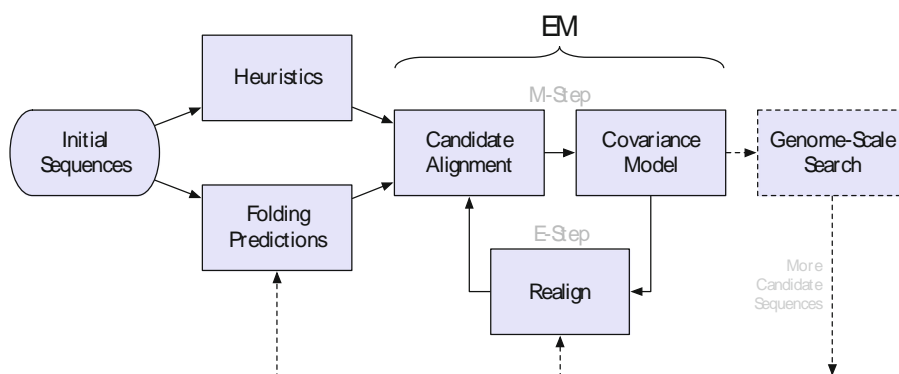 EM
Heuristics
M-Step
Initial
Sequences
Candidate
Alignment
Covariance
Model
Genome-Scale
Search
Folding
Predictions
E-Step
Realign
More
Candidate
Sequences